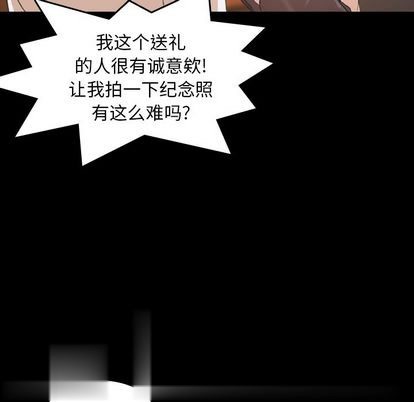 我这个送礼
的人很有诚意欸!
让我拍一下纪念照
有这么难吗?